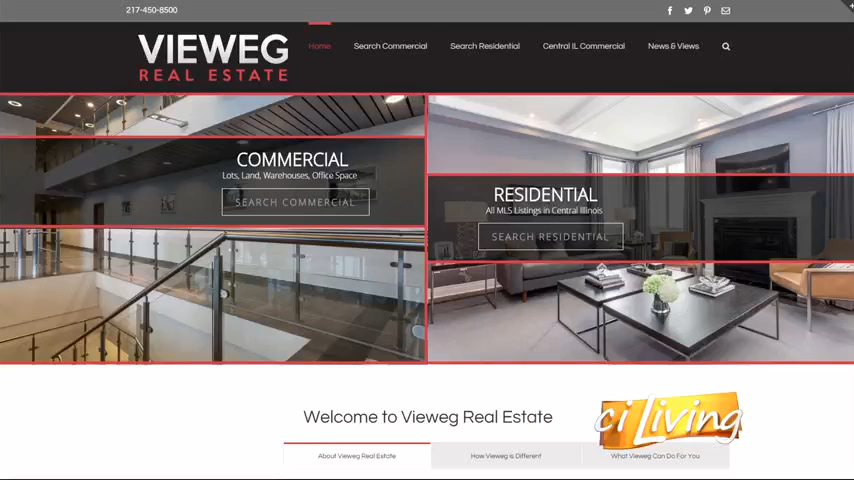 217-450-8500
VIEWEG
REAL ESTATE
Home
Search Commercial
Search Residential
Central IL Commercial
News & Views
COMMERCIAL
Lots, Land, Warehouses, Office Space
SEARCH COMMERCIAL
RESIDENTIAL
All MLS Listings in Central Illinois
SEARCH RESIDENTIAL
Welcome to Vieweg Real Estate
ciLiving
About Vieweg Real Estate
How Vieweg is Different
What Vieweg Can Do For You